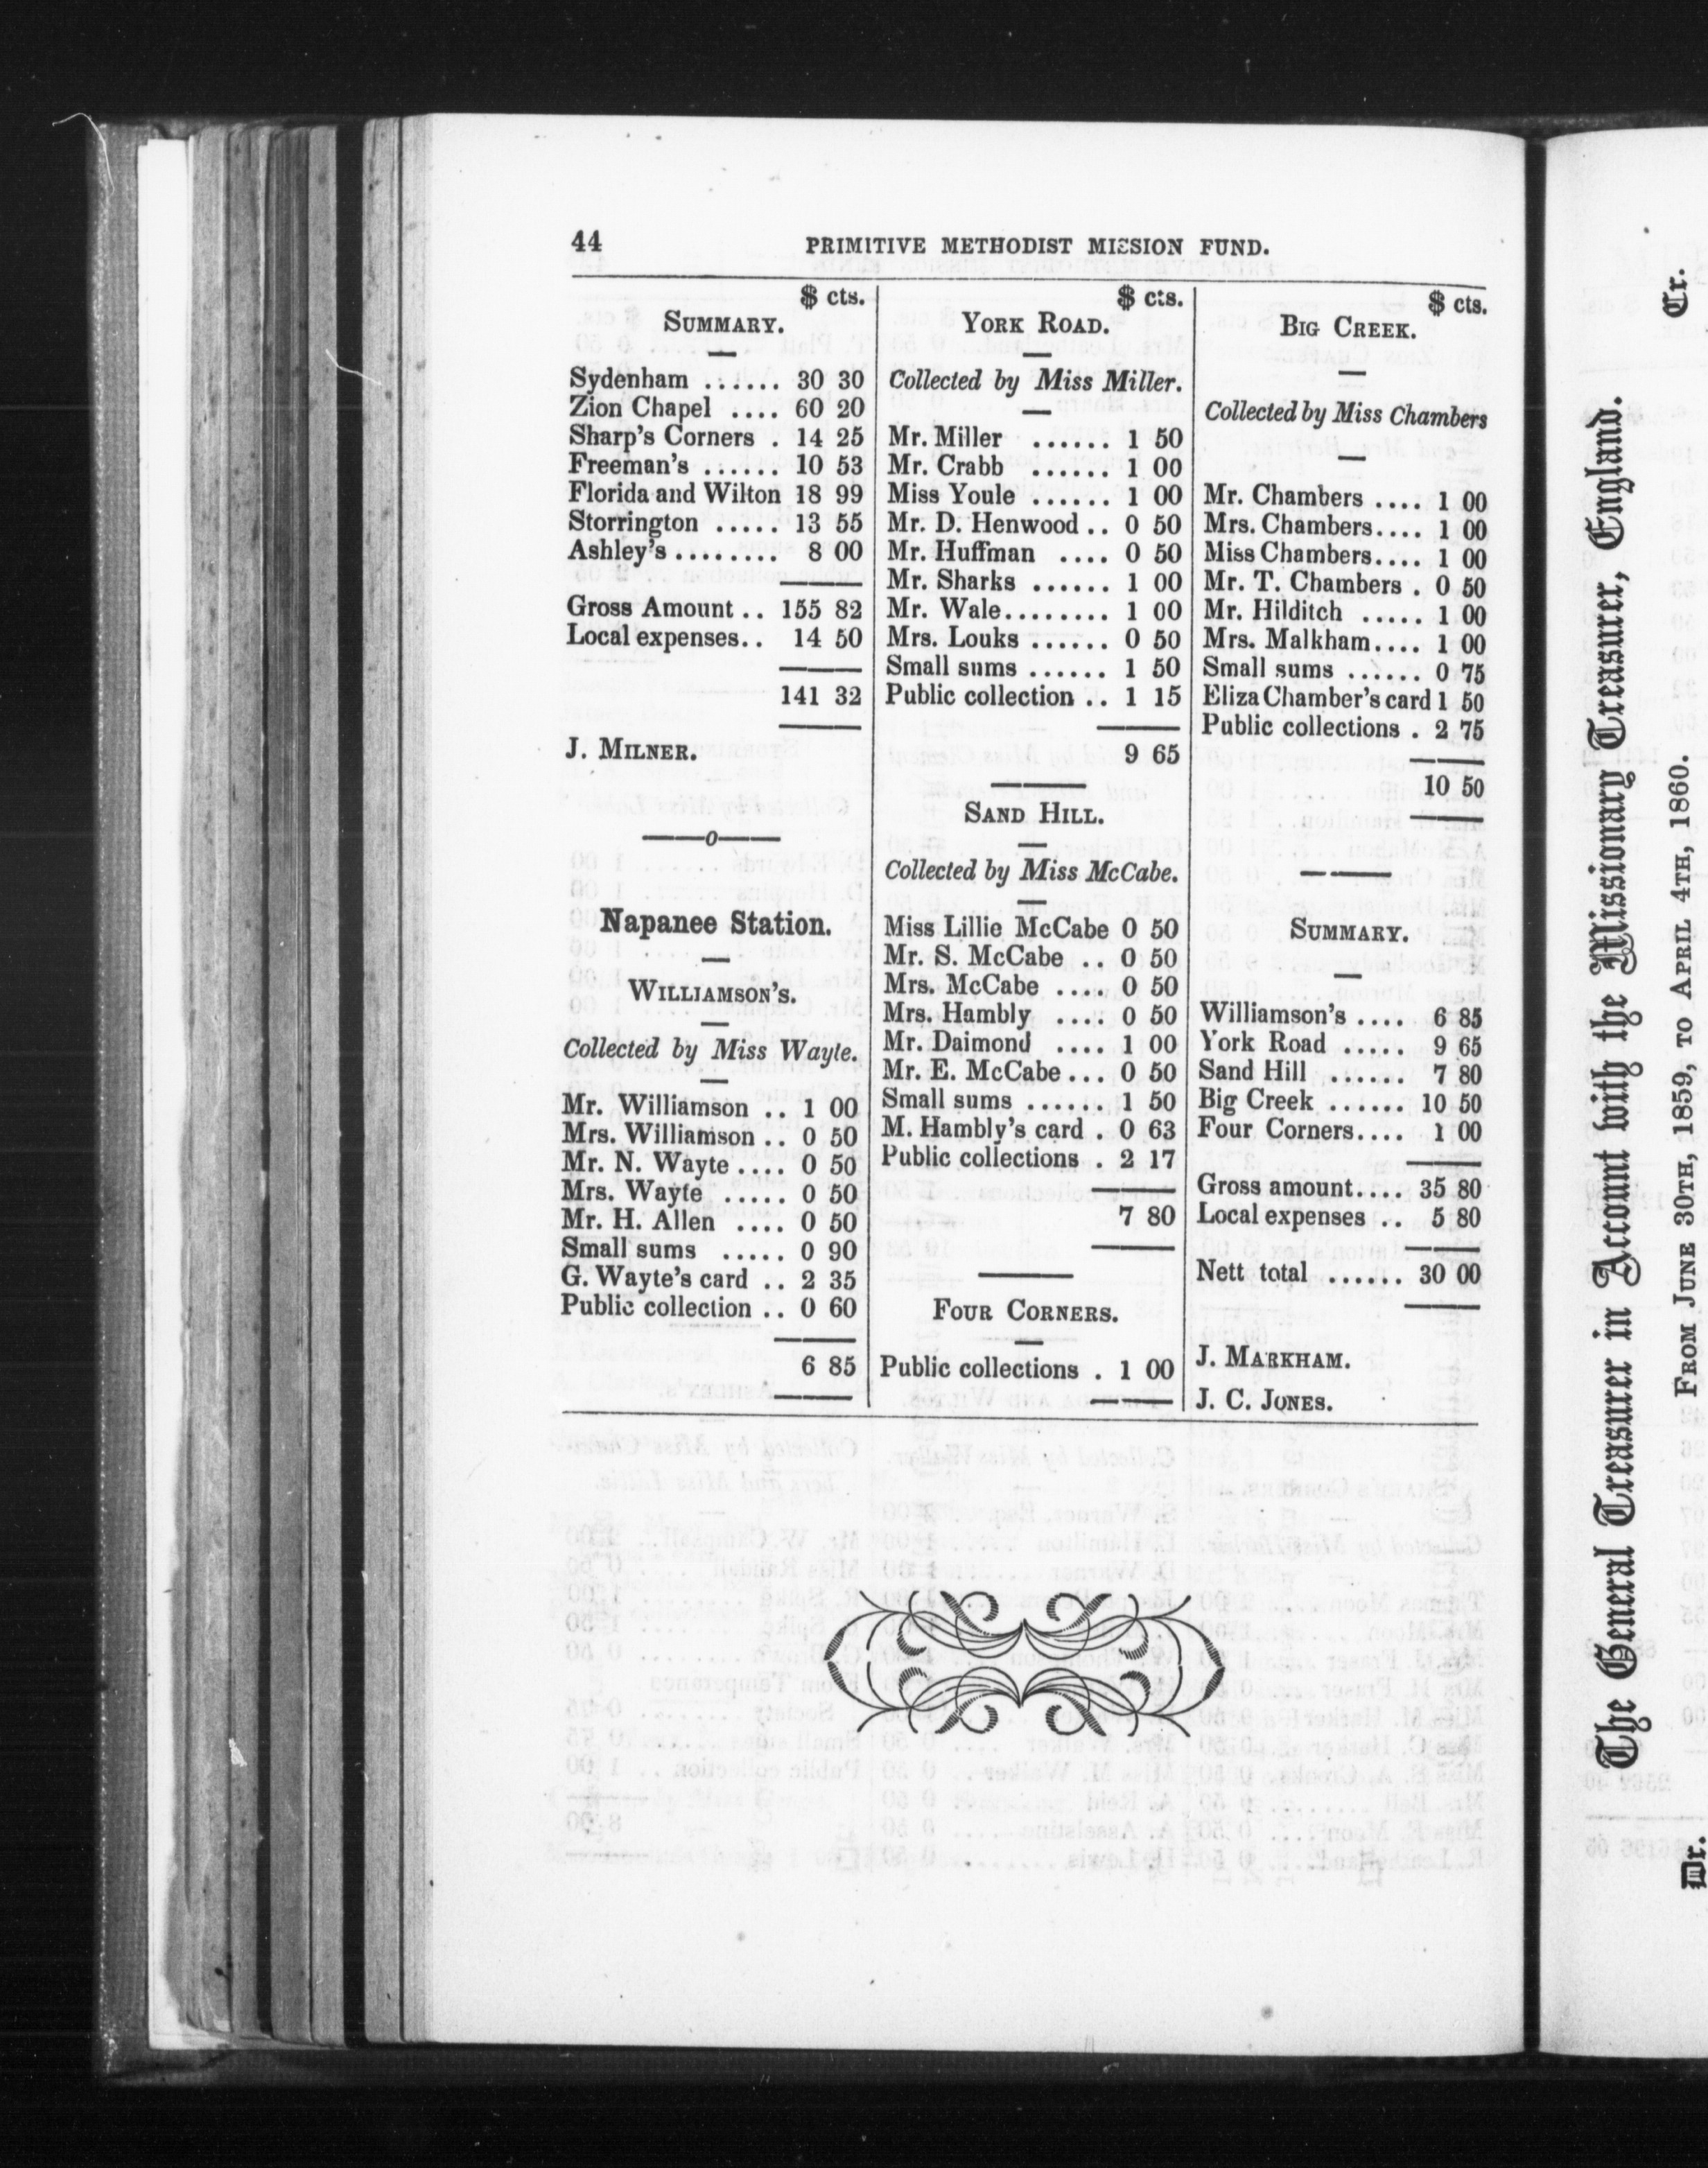 44 PRIMITIVE METHODIST MISSION FUND.
$ cts.
SUMMARY.
Sydenham ...... 30 30
Zion Chapel .... 60 20
Sharp's Corners . 14 25
Freeman's ...... 10 53
Florida and Wilton 18 99
Storrington ..... 13 55
Ashley's ........ 8 00
Gross Amount .. 155 82
Local expenses.. 14 50
141 32
J. MILNER.
Napanee Station.
WILLIAMSON'S.
Collected by Miss Wayte.
Mr. Williamson .. 1 00
Mrs. Williamson .. 0 50
Mr. N. Wayte .... 0 50
Mrs. Wayte ..... 0 50
Mr. H. Allen .... 0 50
Small sums ..... 0 90
G. Wayte's card .. 2 35
Public collection .. 0 60
6 85
$ cts.
YORK ROAD.
Collected by Miss Miller.
Mr. Miller ...... 1 50
Mr. Crabb ...... 1 00
Miss Youle ...... 1 00
Mr. D. Henwood .. 0 50
Mr. Huffman .... 0 50
Mr. Sharks ...... 1 00
Mr. Wale........ 1 00
Mrs. Louks ...... 0 50
Small sums ...... 1 50
Public collection .. 1 15
9 65
SAND HILL.
Collected by Miss McCabe.
Miss Lillie McCabe 0 50
Mr. S. McCabe .. 0 50
Mrs. McCabe .... 0 50
Mrs. Hambly .... 0 50
Mr. Daimond .... 1 00
Mr. E. McCabe ... 0 50
Small sums ...... 1 50
M. Hambly's card . 0 63
Public collections . 2 17
7 80
FOUR CORNERS.
Public collections . 1 00
$ cts.
BIG CREEK.
Collected by Miss Chambers
Mr. Chambers .... 1 00
Mrs. Chambers.... 1 00
Miss Chambers.... 1 00
Mr. T. Chambers . 0 50
Mr. Hilditch ..... 1 00
Mrs. Malkham.... 1 00
Small sums ...... 0 75
Eliza Chamber's card 1 50
Public collections . 2 75
10 50
SUMMARY.
Williamson's .... 6 85
York Road ...... 9 65
Sand Hill ...... 7 80
Big Creek ...... 10 50
Four Corners.... 1 00
Gross amount.... 35 80
Local expenses .. 5 80
Nett total ...... 30 00
J. MARKHAM.
J. C. JONES.
The General Treasurer in Account with the Missionary Treasurer, England.
Dr. FROM JUNE 30TH, 1859, TO APRIL 4TH, 1860. Cr.